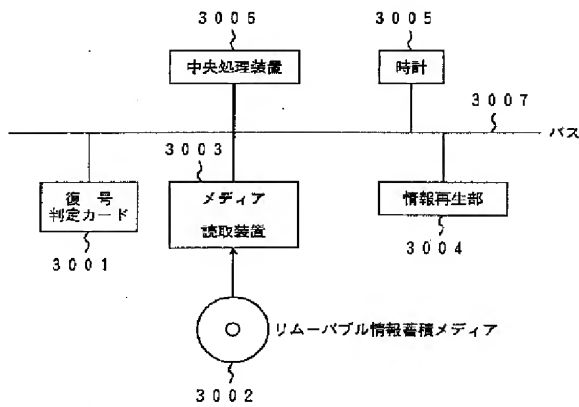 3006
3005
中央処理装置
時計
3007
バス
3003
復号
判定カード
メディア
読取装置
情報再生部
3001
3004
リムーバブル情報蓄積メディア
3002